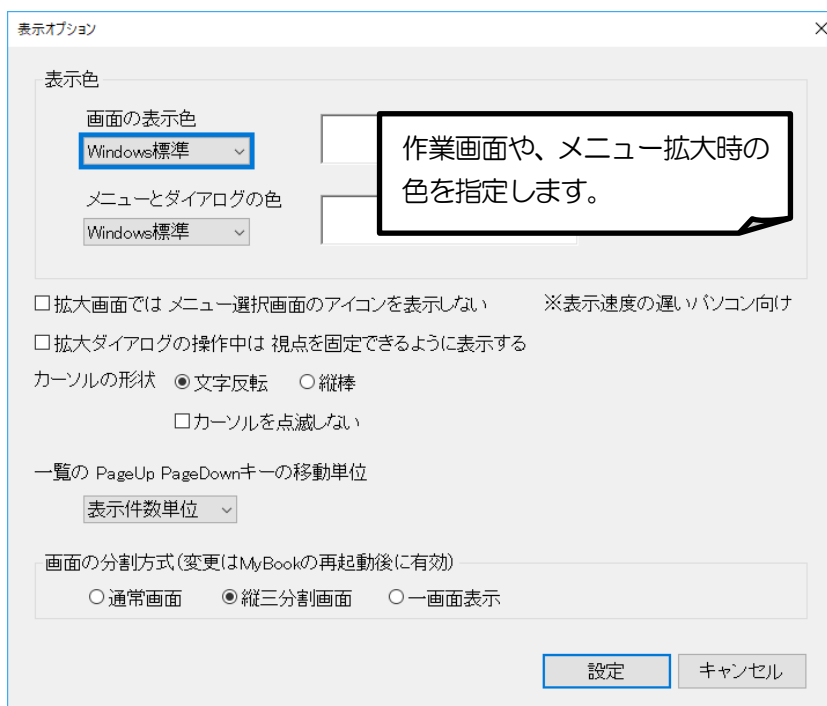 表示オプション
表示色
画面の表示色
Windows標準
作業画面や、メニュー拡大時の
色を指定します。
メニューとダイアログの色
Windows標準
拡大画面では メニュー選択画面のアイコンを表示しない ※表示速度の遅いパソコン向け
拡大ダイアログの操作中は 視点を固定できるように表示する
カーソルの形状 文字反転 縦棒
カーソルを点滅しない
一覧の PageUp PageDownキーの移動単位
表示件数単位
画面の分割方式(変更はMyBookの再起動後に有効)
通常画面 縦三分割画面 一画面表示
設定 キャンセル